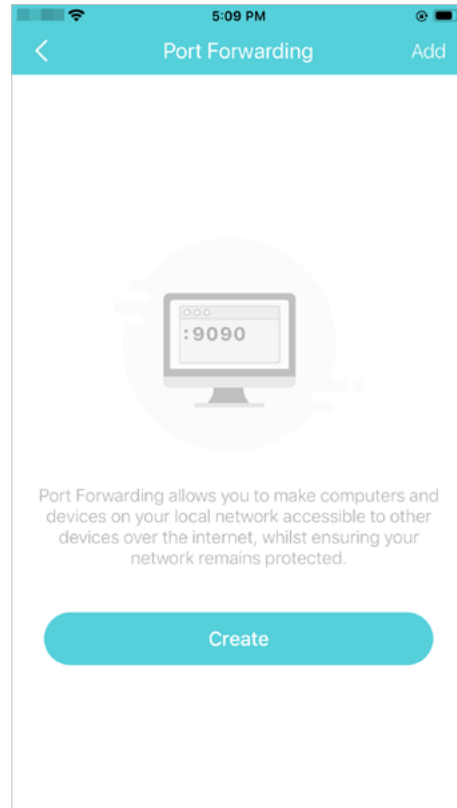 5:09 PM
Port Forwarding
Add
:9090
Port Forwarding allows you to make computers and
devices on your local network accessible to other
devices over the internet, whilst ensuring your
network remains protected.
Create